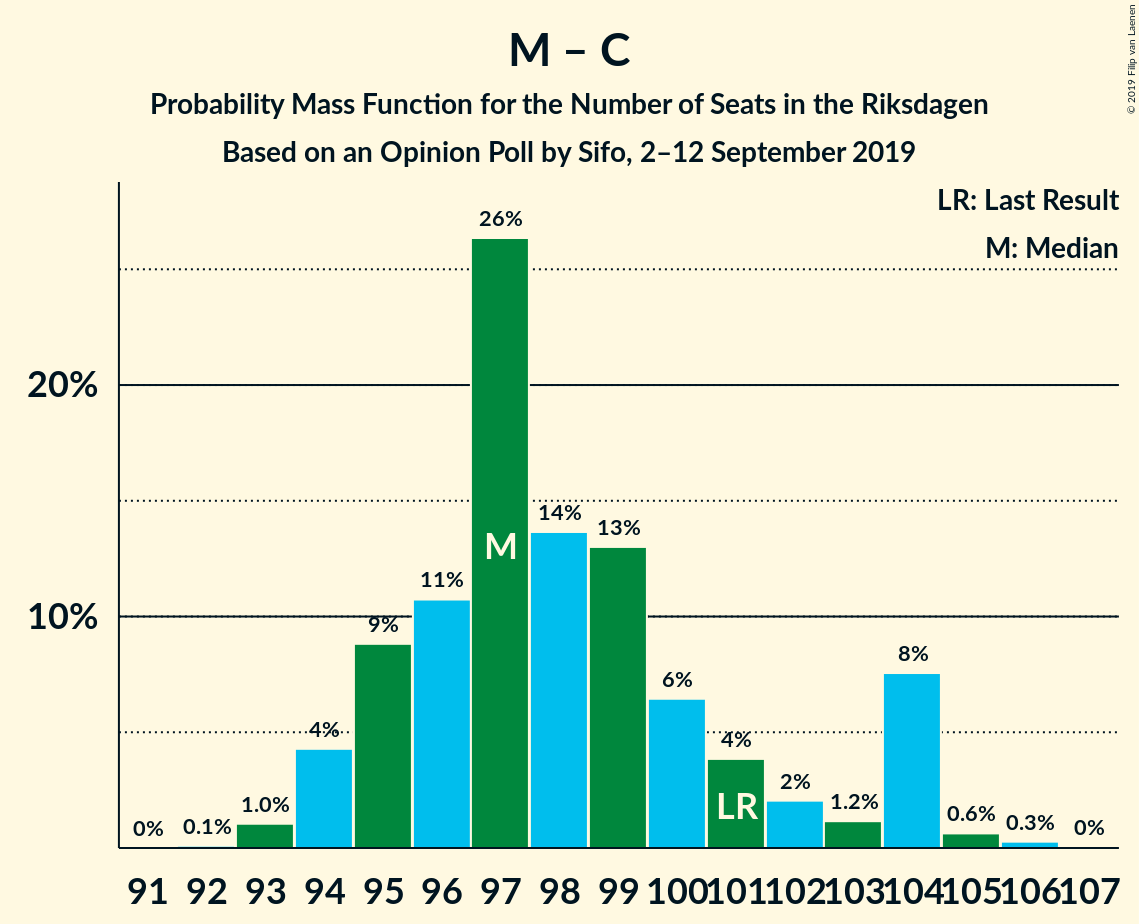 M – C
Probability Mass Function for the Number of Seats in the Riksdagen
Based on an Opinion Poll by Sifo, 2–12 September 2019
© 2019 Filip van Laenen
LR: Last Result
M: Median
20%
10%
0%
0.1%
1.0%
4%
9%
11%
26%
14%
13%
6%
4%
2%
1.2%
8%
0.6%
0.3%
0%
M
LR
91 92 93 94 95 96 97 98 99 100 101 102 103 104 105 106 107